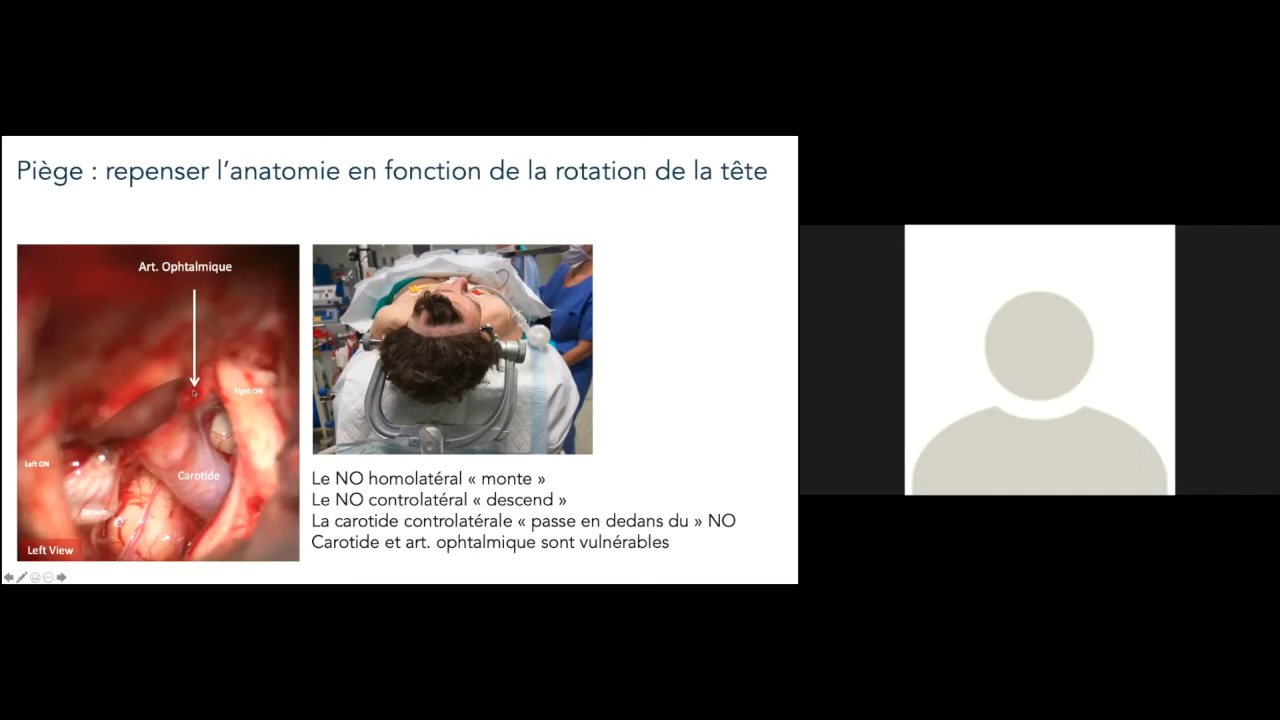 Piège : repenser l'anatomie en fonction de la rotation de la tête
Art. Ophtalmique
Right ON
Left ON
Carotide
Dorsum
Left View
Le NO homolatéral « monte »
Le NO controlatéral « descend »
La carotide controlatérale « passe en dedans du » NO
Carotide et art. ophtalmique sont vulnérables